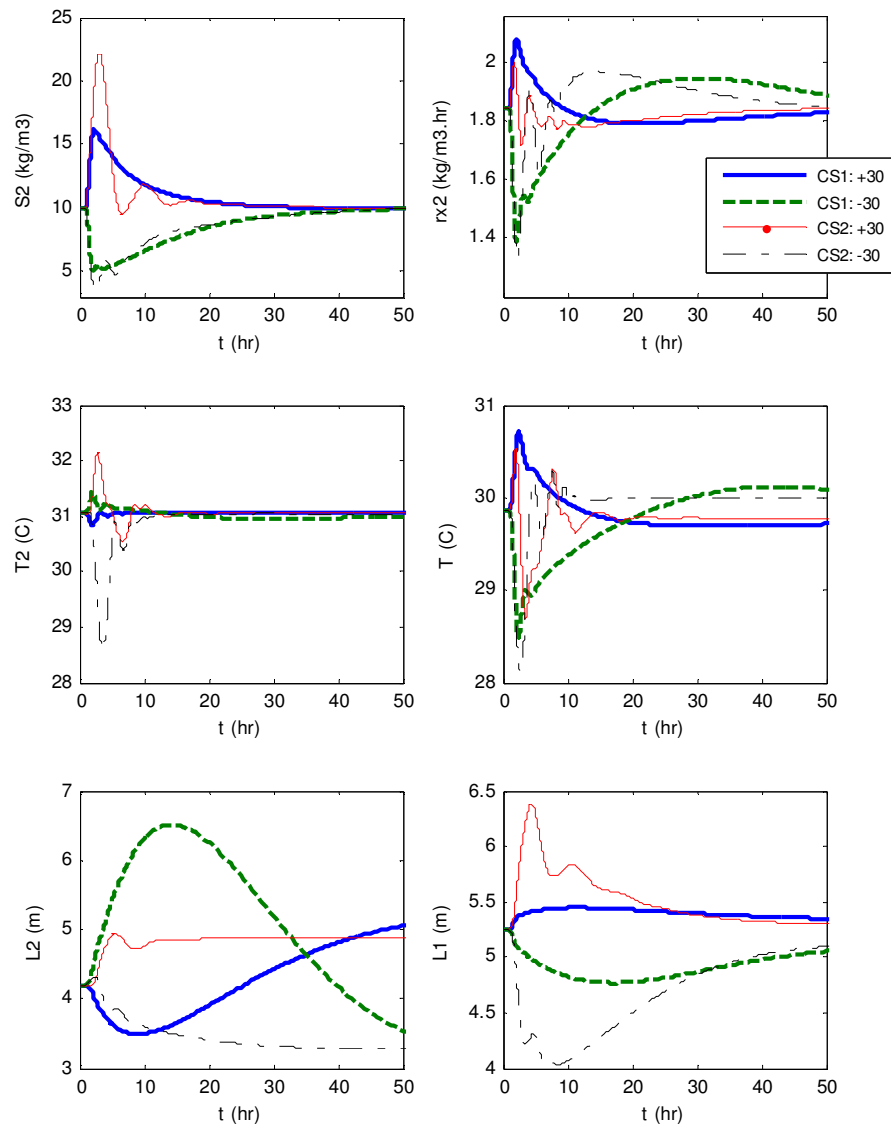 25
20
15
10
5
S2 (kg/m3)
0 10 20 30 40 50
t (hr)
2
1.8
1.6
1.4
rx2 (kg/m3.hr)
0 10 20 30 40 50
t (hr)
CS1: +30
CS1: -30
CS2: +30
CS2: -30
33
32
31
30
29
28
T2 (C)
0 10 20 30 40 50
t (hr)
31
30
29
28
T (C)
0 10 20 30 40 50
t (hr)
7
6
5
4
3
L2 (m)
0 10 20 30 40 50
t (hr)
6.5
6
5.5
5
4.5
4
L1 (m)
0 10 20 30 40 50
t (hr)